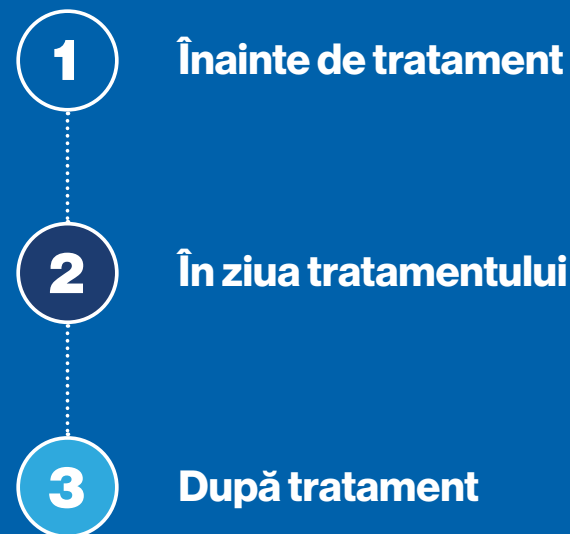 1 Înainte de tratament
2 În ziua tratamentului
3 După tratament